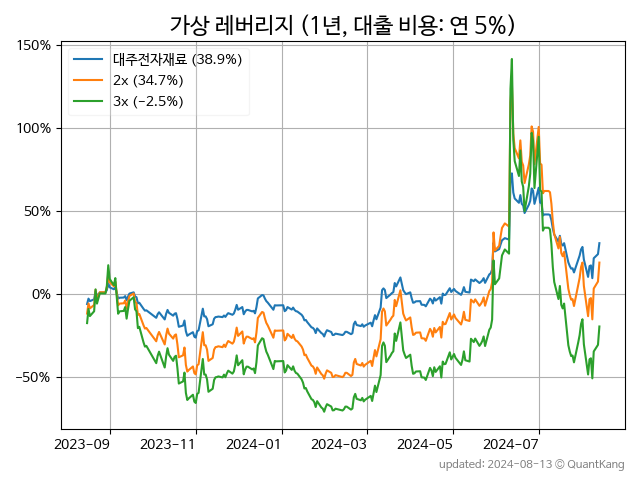 가상 레버리지 (1년, 대출 비용: 연 5%)
150%
100%
50%
0%
−50%
대주전자재료 (38.9%)
2x (34.7%)
3x (−2.5%)
2023-09 2023-11 2024-01 2024-03 2024-05 2024-07
updated: 2024-08-13 © QuantKang